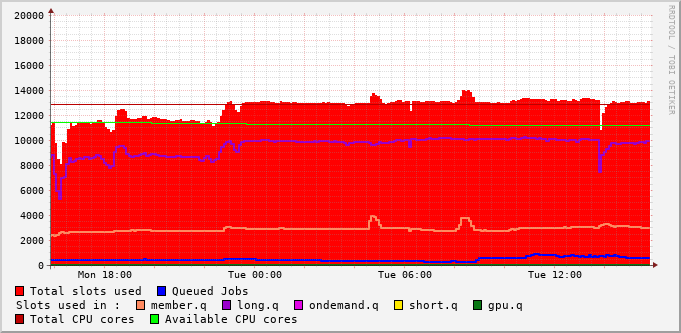 20000
18000
16000
14000
12000
10000
8000
6000
4000
2000
0
Mon 18:00 Tue 00:00 Tue 06:00 Tue 12:00
Total slots used Queued Jobs
Slots used in : member.q long.q ondemand.q short.q gpu.q
Total CPU cores Available CPU cores
RRDTOOL / TOBI OETIKER